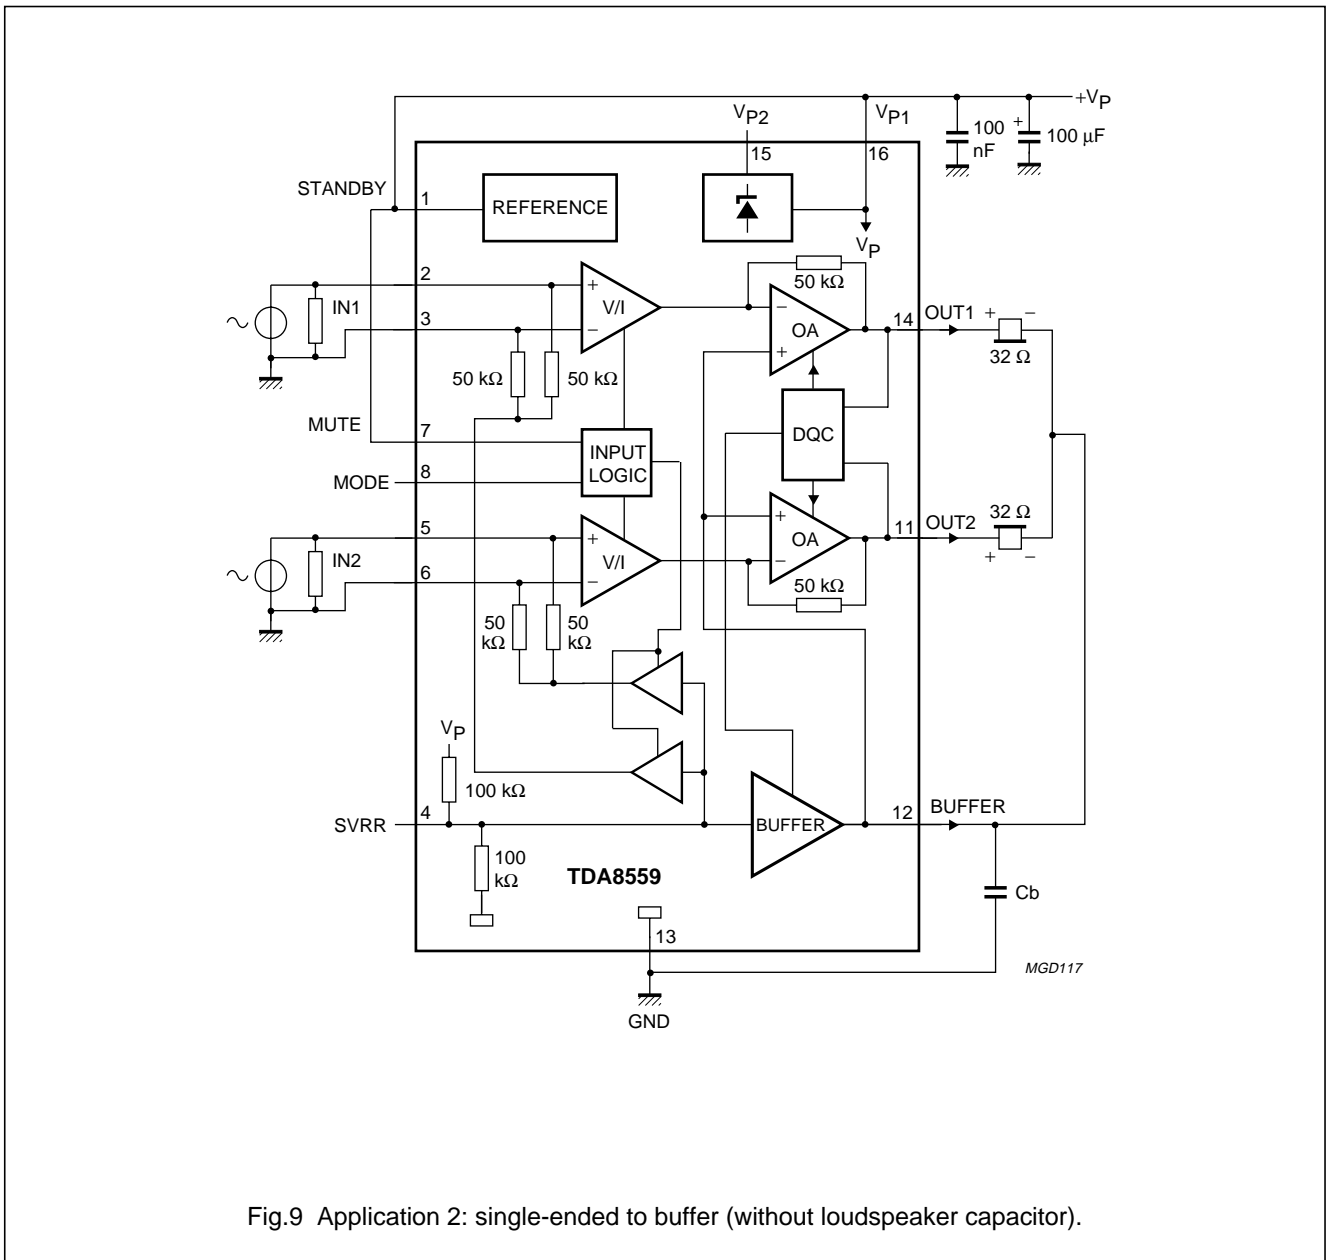 +VP
VP2
VP1
100
nF
+
100 μF
15
16
STANDBY
1
REFERENCE
VP
2
+
50 kΩ
IN1
V/I
−
OUT1
+
−
3
−
OA
14
+
32 Ω
50 kΩ
50 kΩ
MUTE
7
INPUT
LOGIC
DQC
8
MODE
32 Ω
5
+
+
OUT2
11
IN2
V/I
OA
+
−
6
−
−
50 kΩ
50
kΩ
50
kΩ
VP
100 kΩ
4
SVRR
BUFFER
12
BUFFER
100
kΩ
TDA8559
Cb
13
MGD117
GND
Fig.9 Application 2: single-ended to buffer (without loudspeaker capacitor).